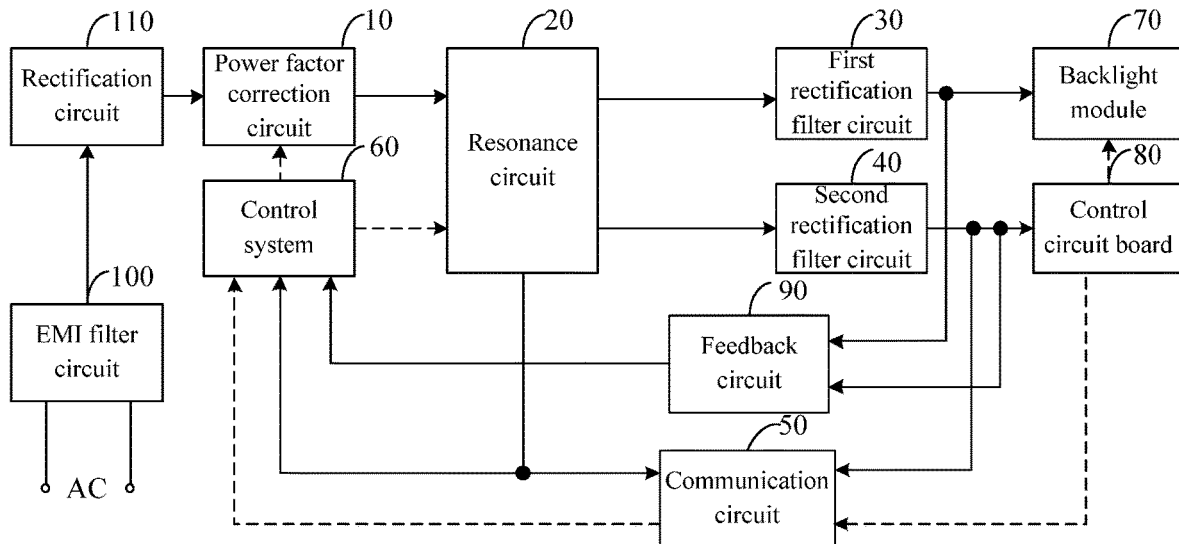 110
Rectification
circuit
10
Power factor
correction
circuit
20
Resonance
circuit
30
First
rectification
filter circuit
70
Backlight
module
60
Control
system
40
Second
rectification
filter circuit
80
Control
circuit board
100
EMI filter
circuit
90
Feedback
circuit
50
Communication
circuit
AC